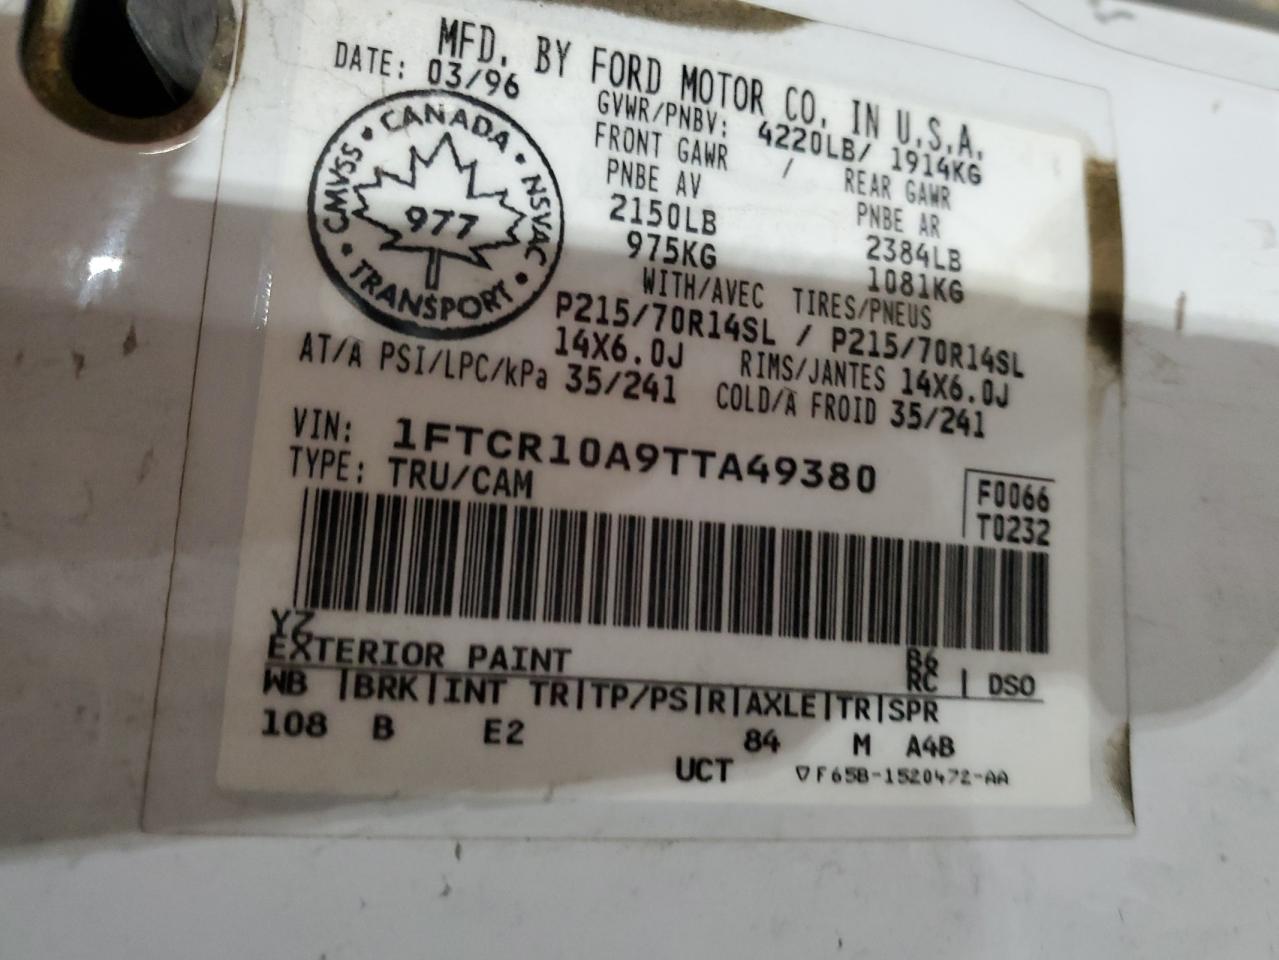 MFD. BY FORD MOTOR CO. IN U.S.A.
DATE: 03/96
GVWR/PNBV: 4220LB/ 1914KG
FRONT GAWR / REAR GAWR
PNBE AV PNBE AR
2150LB 2384LB
975KG 1081KG
WITH/AVEC TIRES/PNEUS
P215/70R14SL / P215/70R14SL
14X6.0J RIMS/JANTES 14X6.0J
AT/À PSI/LPC/kPa 35/241 COLD/À FROID 35/241
CANADA · NSVAC · TRANSPORT · CMVSS ·
977
VIN: 1FTCR10A9TTA49380
TYPE: TRU/CAM
F0066
T0232
YZ
EXTERIOR PAINT
B6
RC | DSO
WB |BRK|INT TR|TP/PS|R|AXLE|TR|SPR
108 B E2 84 M A4B
UCT ▽F65B-1520472-AA